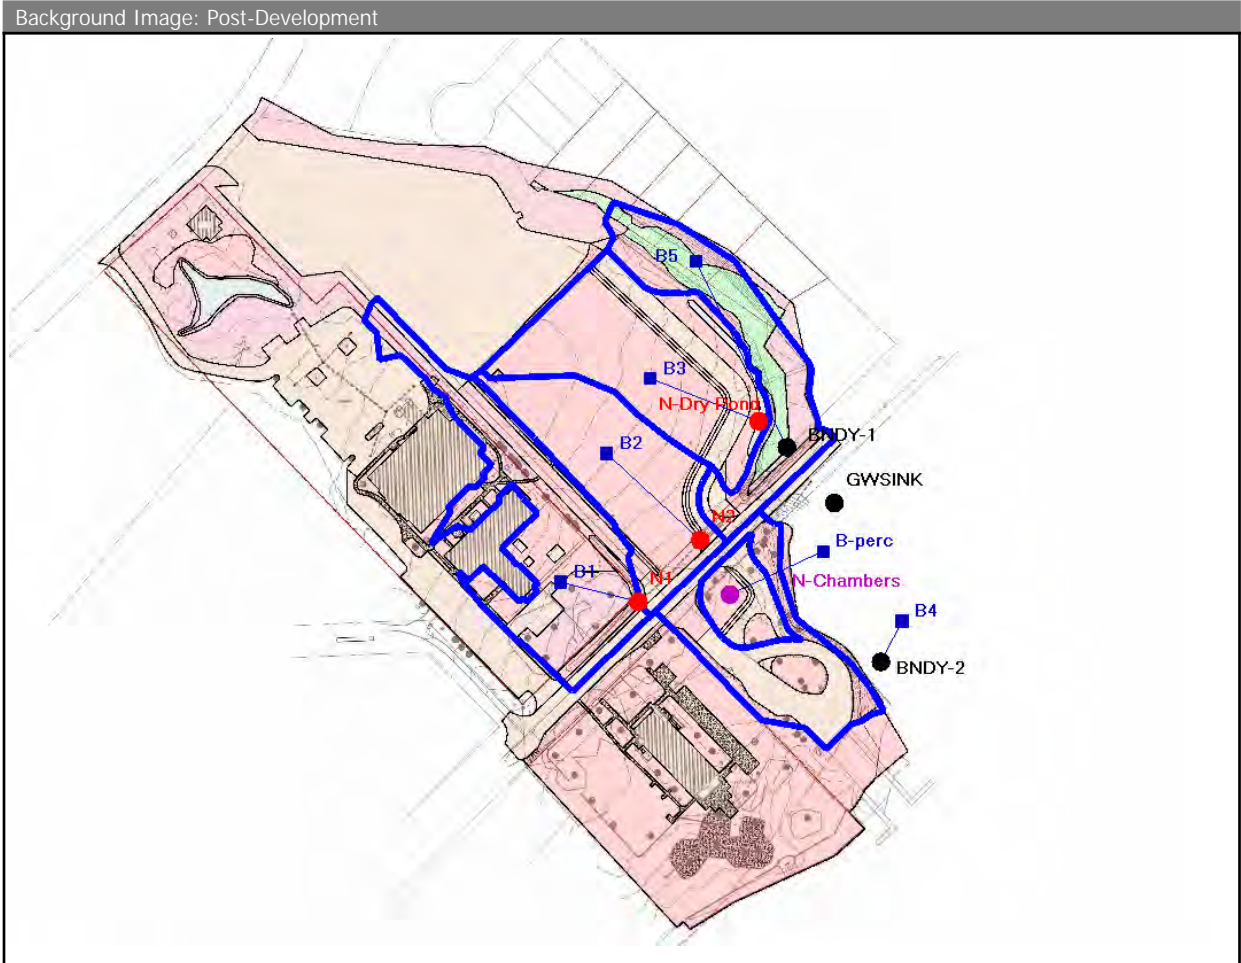 Background Image: Post-Development
B5
B3
N-Dry Pond
BNDY-1
B2
GWSINK
N2
B-perc
B1
N1
N-Chambers
B4
BNDY-2